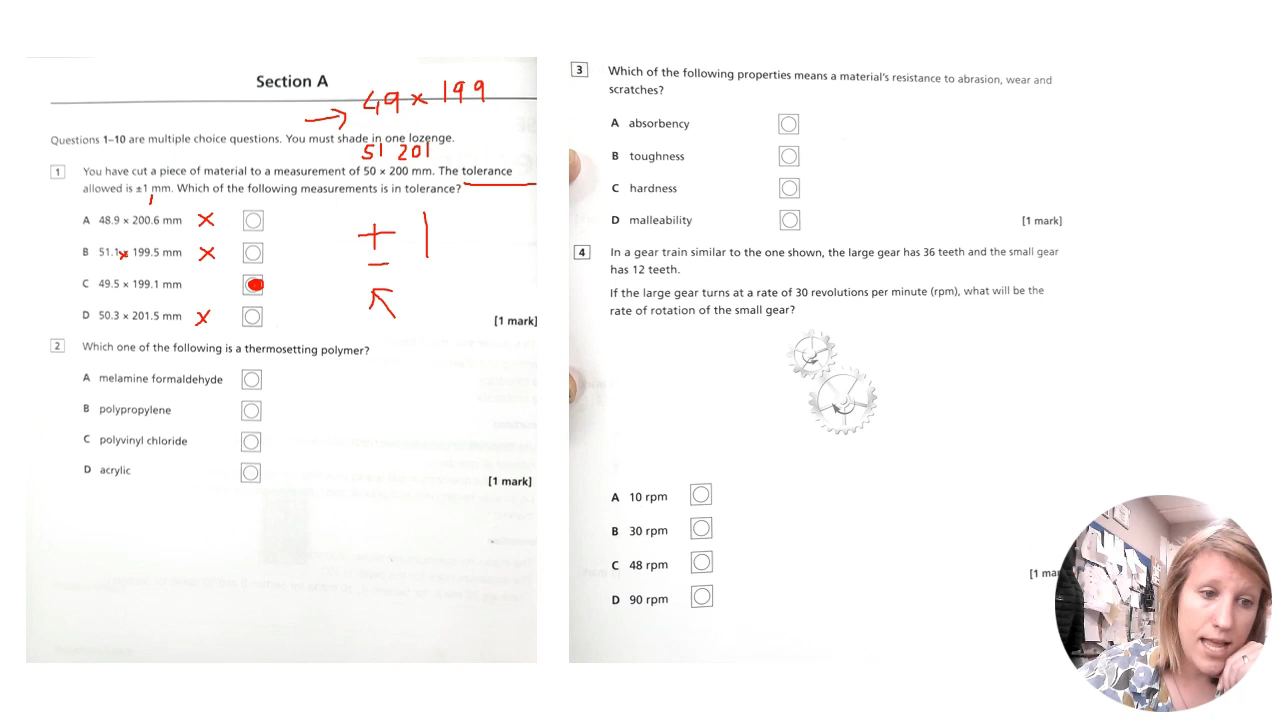 Section A
→ 49 × 199
Questions 1–10 are multiple choice questions. You must shade in one lozenge.
51 201
1 You have cut a piece of material to a measurement of 50 × 200 mm. The tolerance
allowed is ±1 mm. Which of the following measurements is in tolerance?
A 48.9 × 200.6 mm ×
± 1
B 51.1 × 199.5 mm ×
C 49.5 × 199.1 mm
D 50.3 × 201.5 mm ×
[1 mark]
2 Which one of the following is a thermosetting polymer?
A melamine formaldehyde
B polypropylene
C polyvinyl chloride
D acrylic
[1 mark]
3 Which of the following properties means a material's resistance to abrasion, wear and
scratches?
A absorbency
B toughness
C hardness
D malleability
[1 mark]
4 In a gear train similar to the one shown, the large gear has 36 teeth and the small gear
has 12 teeth.
If the large gear turns at a rate of 30 revolutions per minute (rpm), what will be the
rate of rotation of the small gear?
A 10 rpm
B 30 rpm
C 48 rpm
D 90 rpm
[1 mar